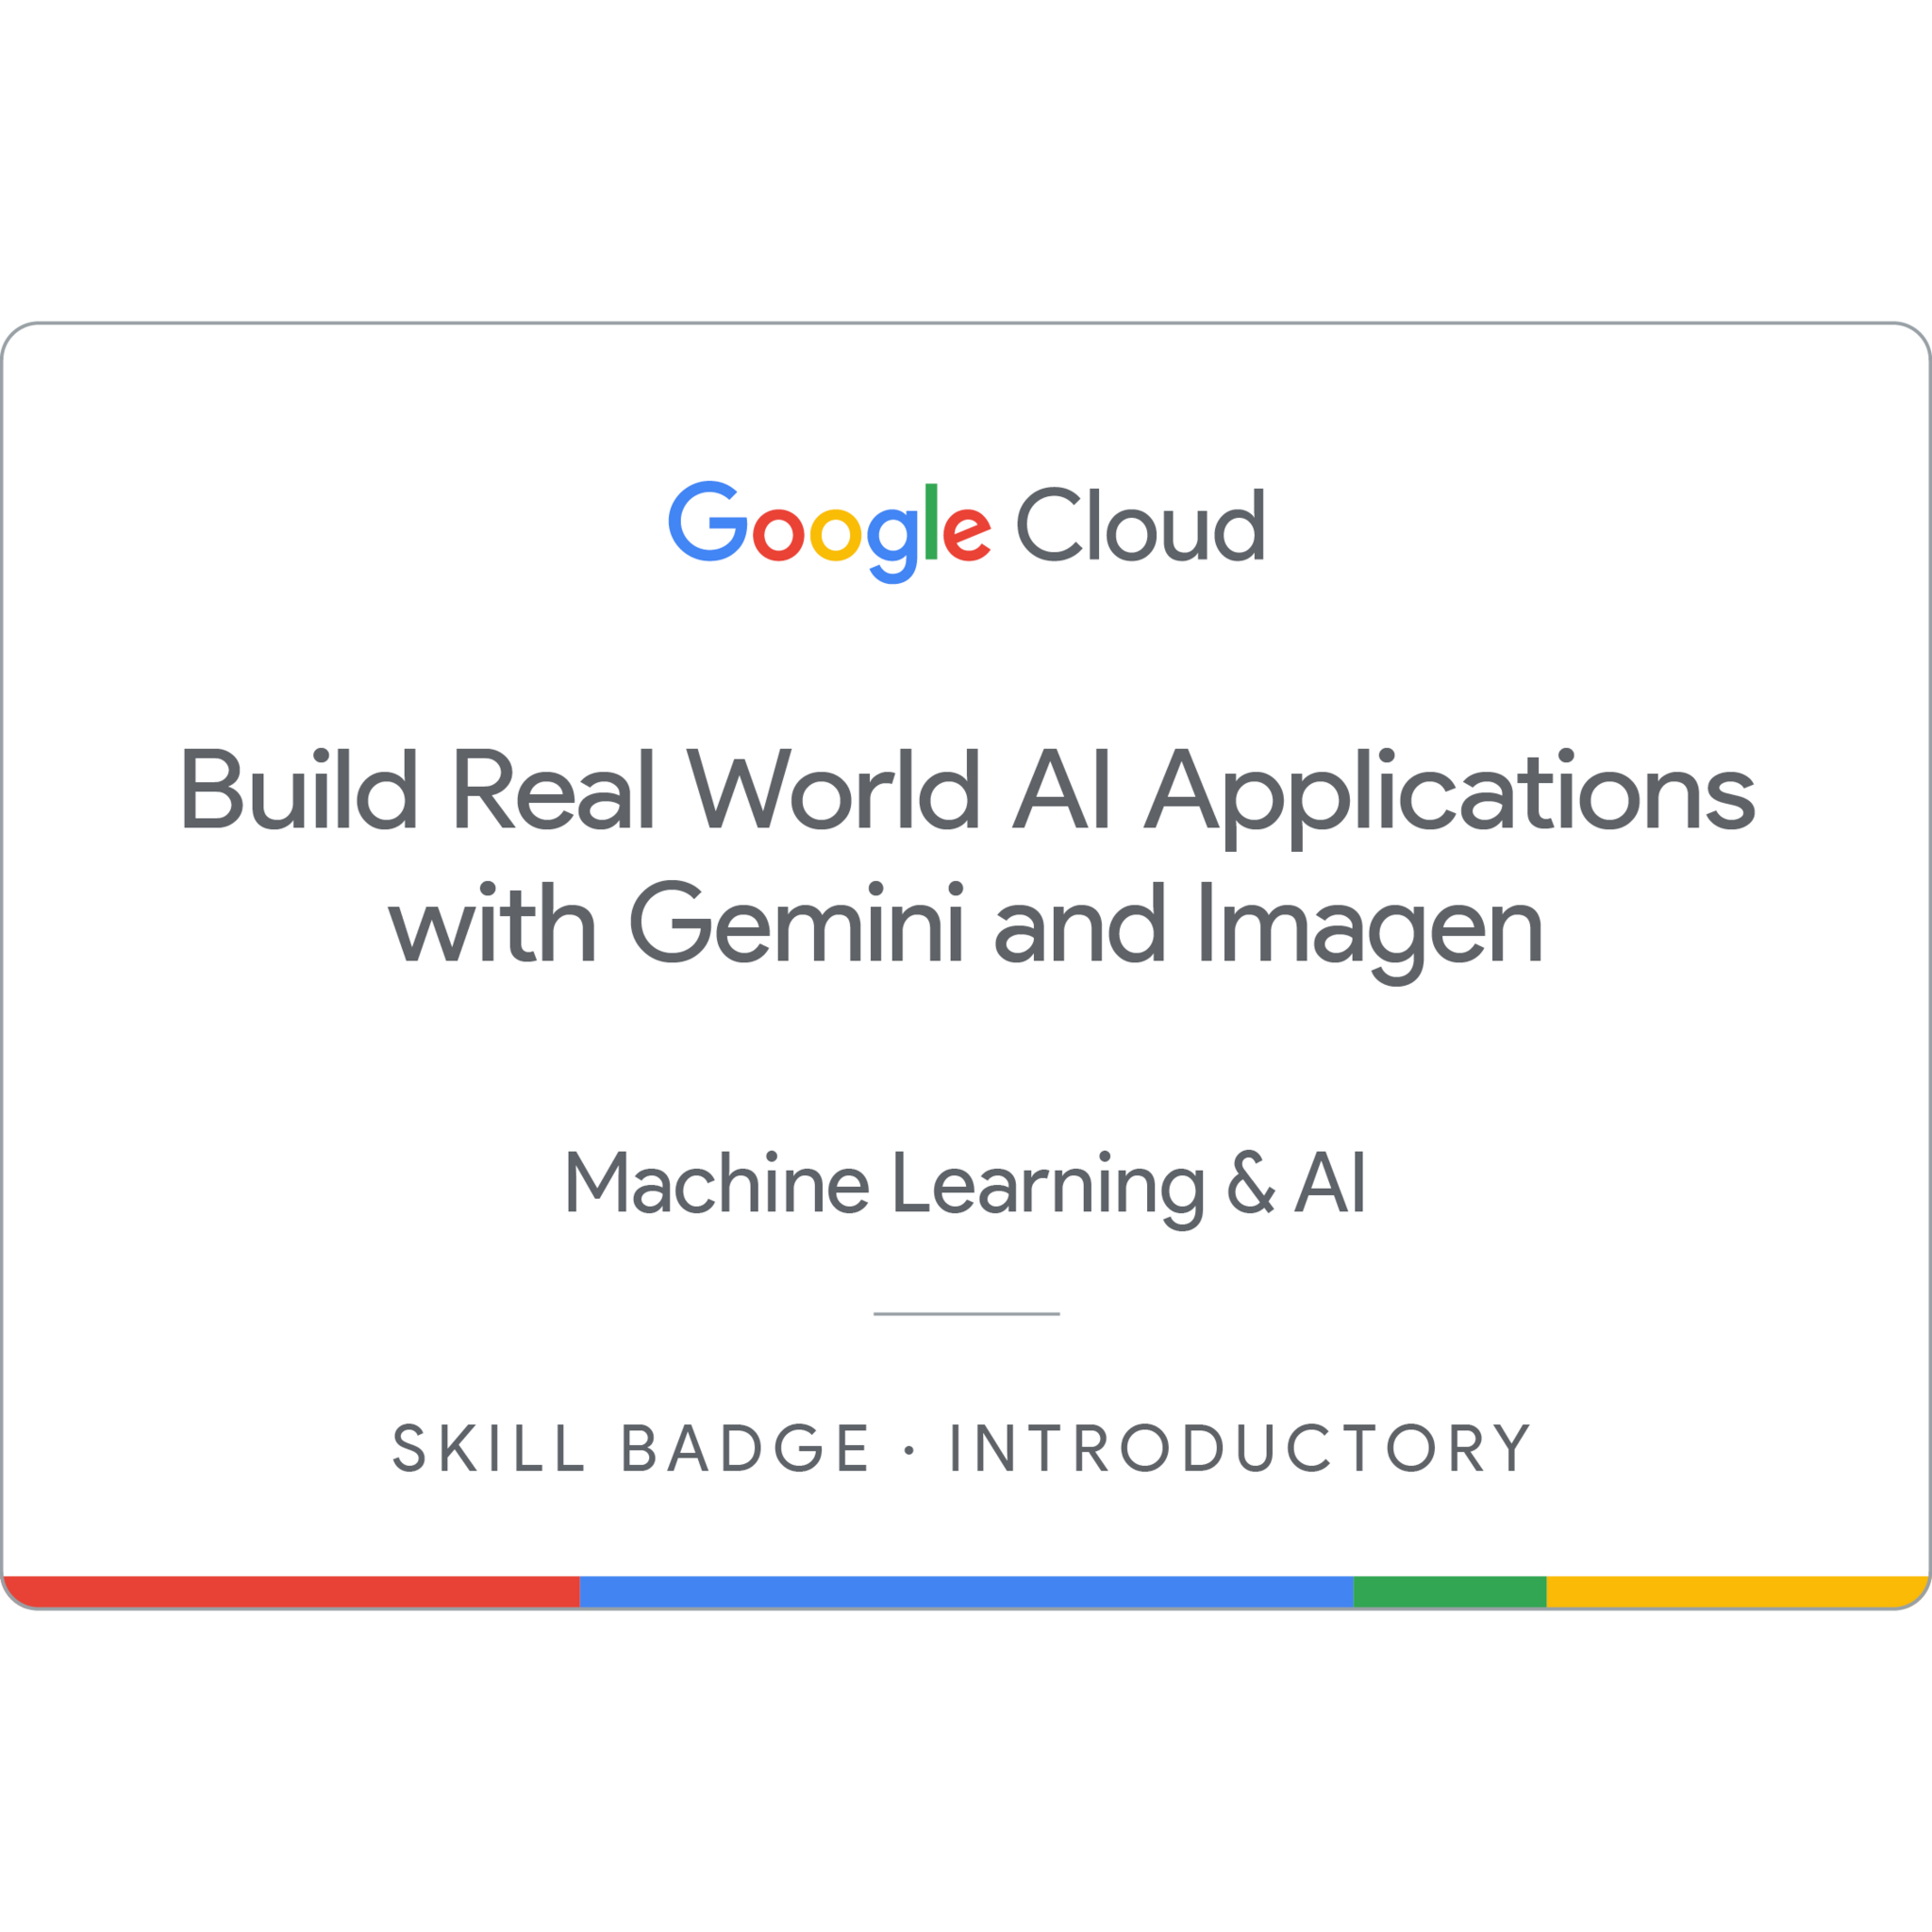 Google Cloud
Build Real World AI Applications
with Gemini and Imagen
Machine Learning & AI
SKILL BADGE · INTRODUCTORY